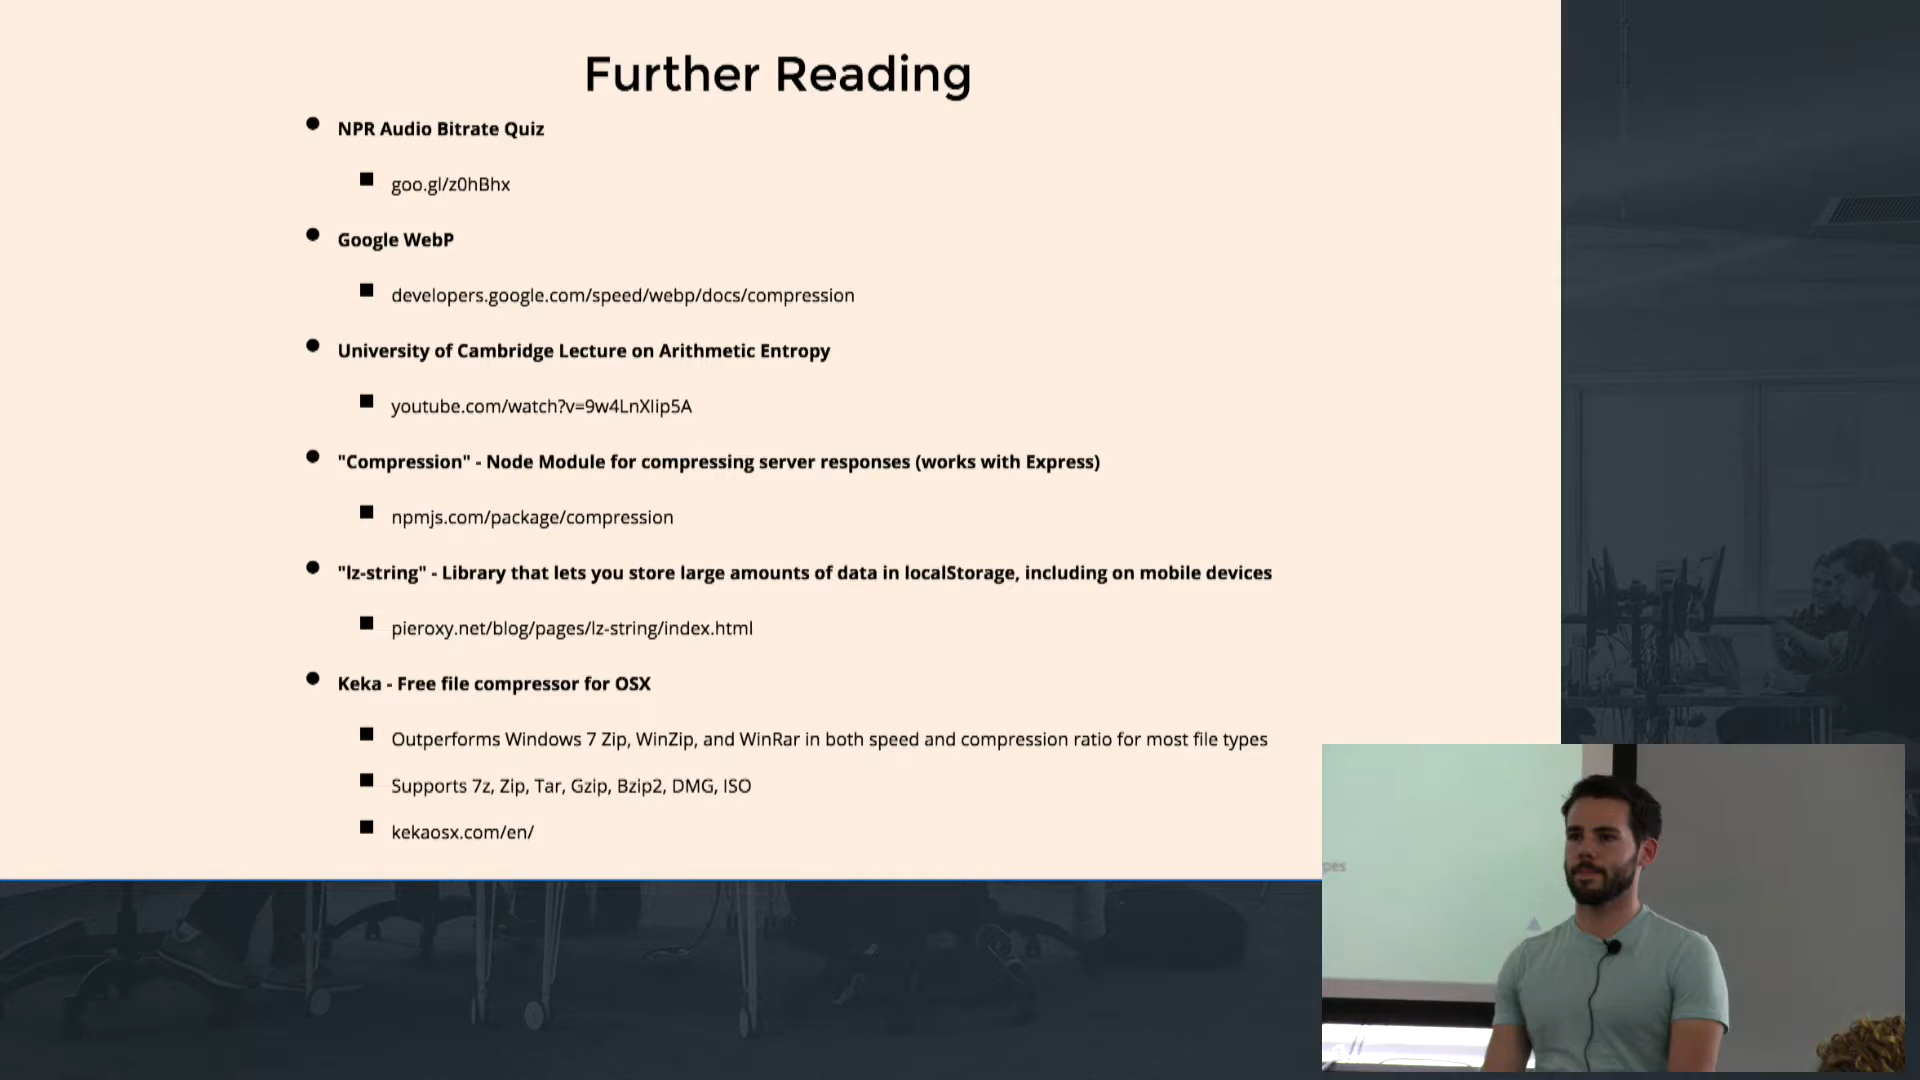 Further Reading
NPR Audio Bitrate Quiz
goo.gl/z0hBhx
Google WebP
developers.google.com/speed/webp/docs/compression
University of Cambridge Lecture on Arithmetic Entropy
youtube.com/watch?v=9w4LnXIip5A
"Compression" - Node Module for compressing server responses (works with Express)
npmjs.com/package/compression
"lz-string" - Library that lets you store large amounts of data in localStorage, including on mobile devices
pieroxy.net/blog/pages/lz-string/index.html
Keka - Free file compressor for OSX
Outperforms Windows 7 Zip, WinZip, and WinRar in both speed and compression ratio for most file types
Supports 7z, Zip, Tar, Gzip, Bzip2, DMG, ISO
kekaosx.com/en/